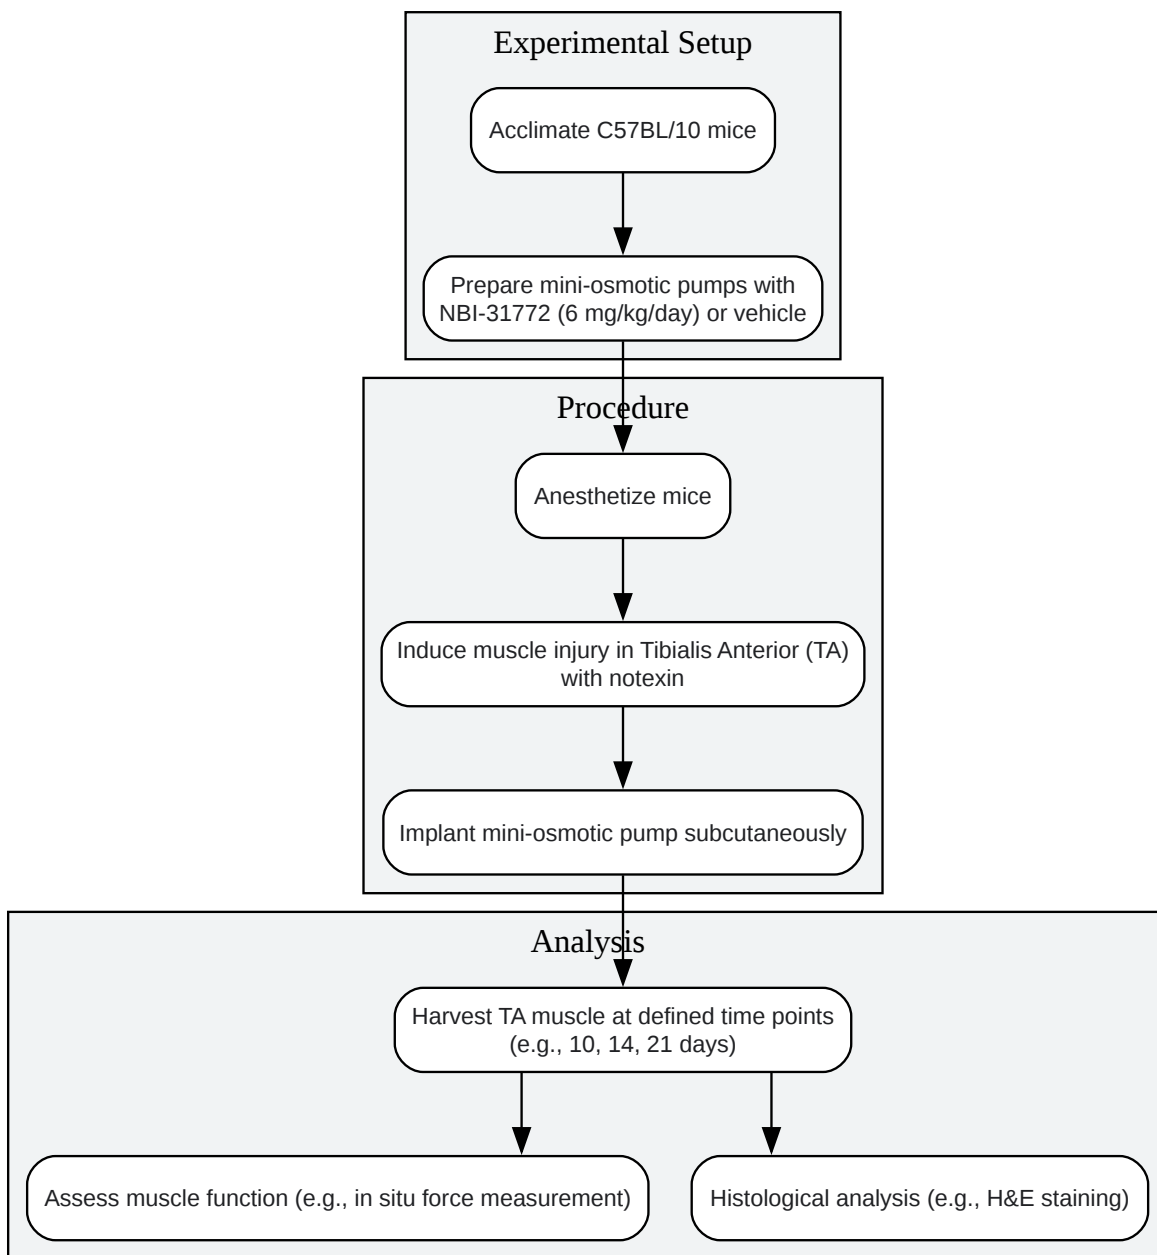 Experimental Setup
Acclimate C57BL/10 mice
Prepare mini-osmotic pumps with
NBI-31772 (6 mg/kg/day) or vehicle
Procedure
Anesthetize mice
Induce muscle injury in Tibialis Anterior (TA)
with notexin
Implant mini-osmotic pump subcutaneously
Analysis
Harvest TA muscle at defined time points
(e.g., 10, 14, 21 days)
Assess muscle function (e.g., in situ force measurement)
Histological analysis (e.g., H&E staining)